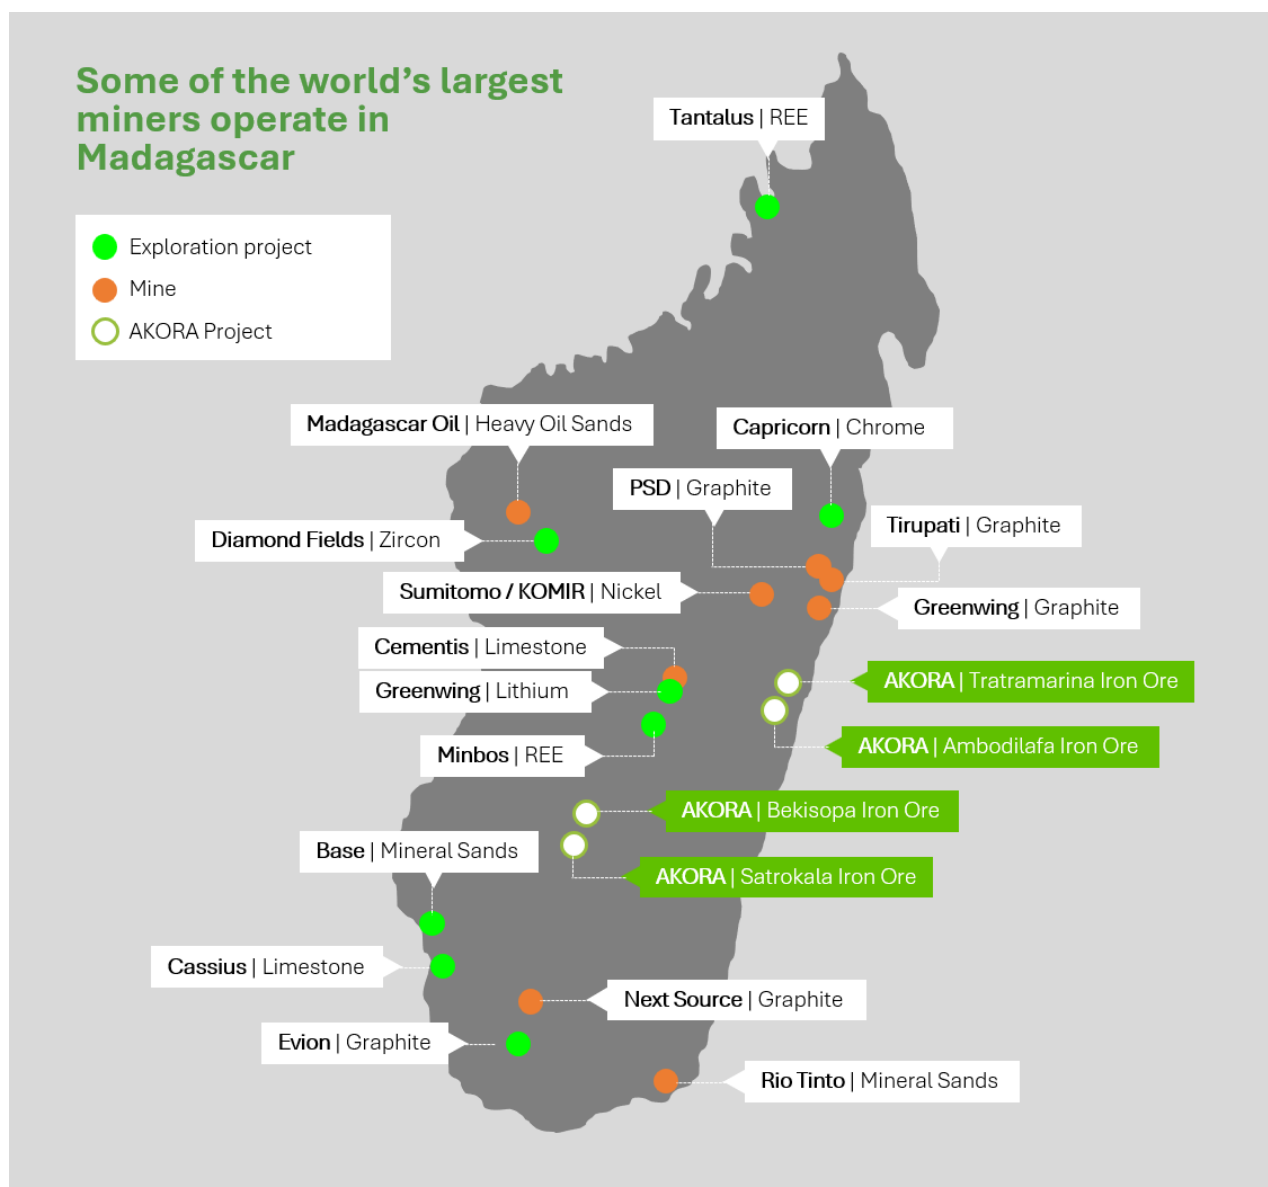 Some of the world's largest
miners operate in
Madagascar
Exploration project
Mine
AKORA Project
Tantalus | REE
Madagascar Oil | Heavy Oil Sands
Capricorn | Chrome
PSD | Graphite
Tirupati | Graphite
Diamond Fields | Zircon
Sumitomo / KOMIR | Nickel
Greenwing | Graphite
Cementis | Limestone
AKORA | Tratramarina Iron Ore
Greenwing | Lithium
AKORA | Ambodilafa Iron Ore
Minbos | REE
AKORA | Bekisopa Iron Ore
Base | Mineral Sands
AKORA | Satrokala Iron Ore
Cassius | Limestone
Next Source | Graphite
Evion | Graphite
Rio Tinto | Mineral Sands